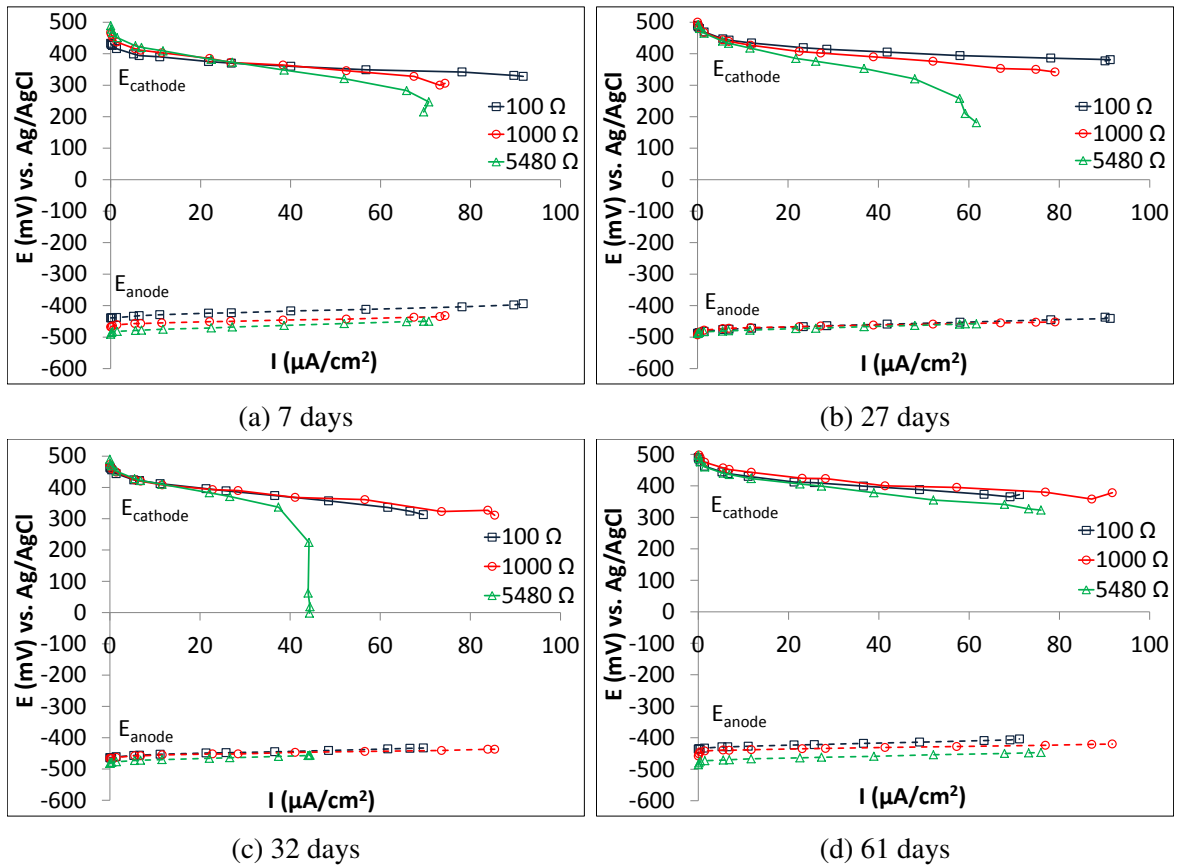 500
400
300
200
100
0
-100
-200
-300
-400
-500
-600
E (mV) vs. Ag/AgCl
E_cathode
100 Ω
1000 Ω
5480 Ω
0 20 40 60 80 100
E_anode
I (µA/cm²)
(a) 7 days
500
400
300
200
100
0
-100
-200
-300
-400
-500
-600
E (mV) vs. Ag/AgCl
E_cathode
100 Ω
1000 Ω
5480 Ω
0 20 40 60 80 100
E_anode
I (µA/cm²)
(b) 27 days
500
400
300
200
100
0
-100
-200
-300
-400
-500
-600
E (mV) vs. Ag/AgCl
E_cathode
100 Ω
1000 Ω
5480 Ω
0 20 40 60 80 100
E_anode
I (µA/cm²)
(c) 32 days
500
400
300
200
100
0
-100
-200
-300
-400
-500
-600
E (mV) vs. Ag/AgCl
E_cathode
100 Ω
1000 Ω
5480 Ω
0 20 40 60 80 100
E_anode
I (µA/cm²)
(d) 61 days